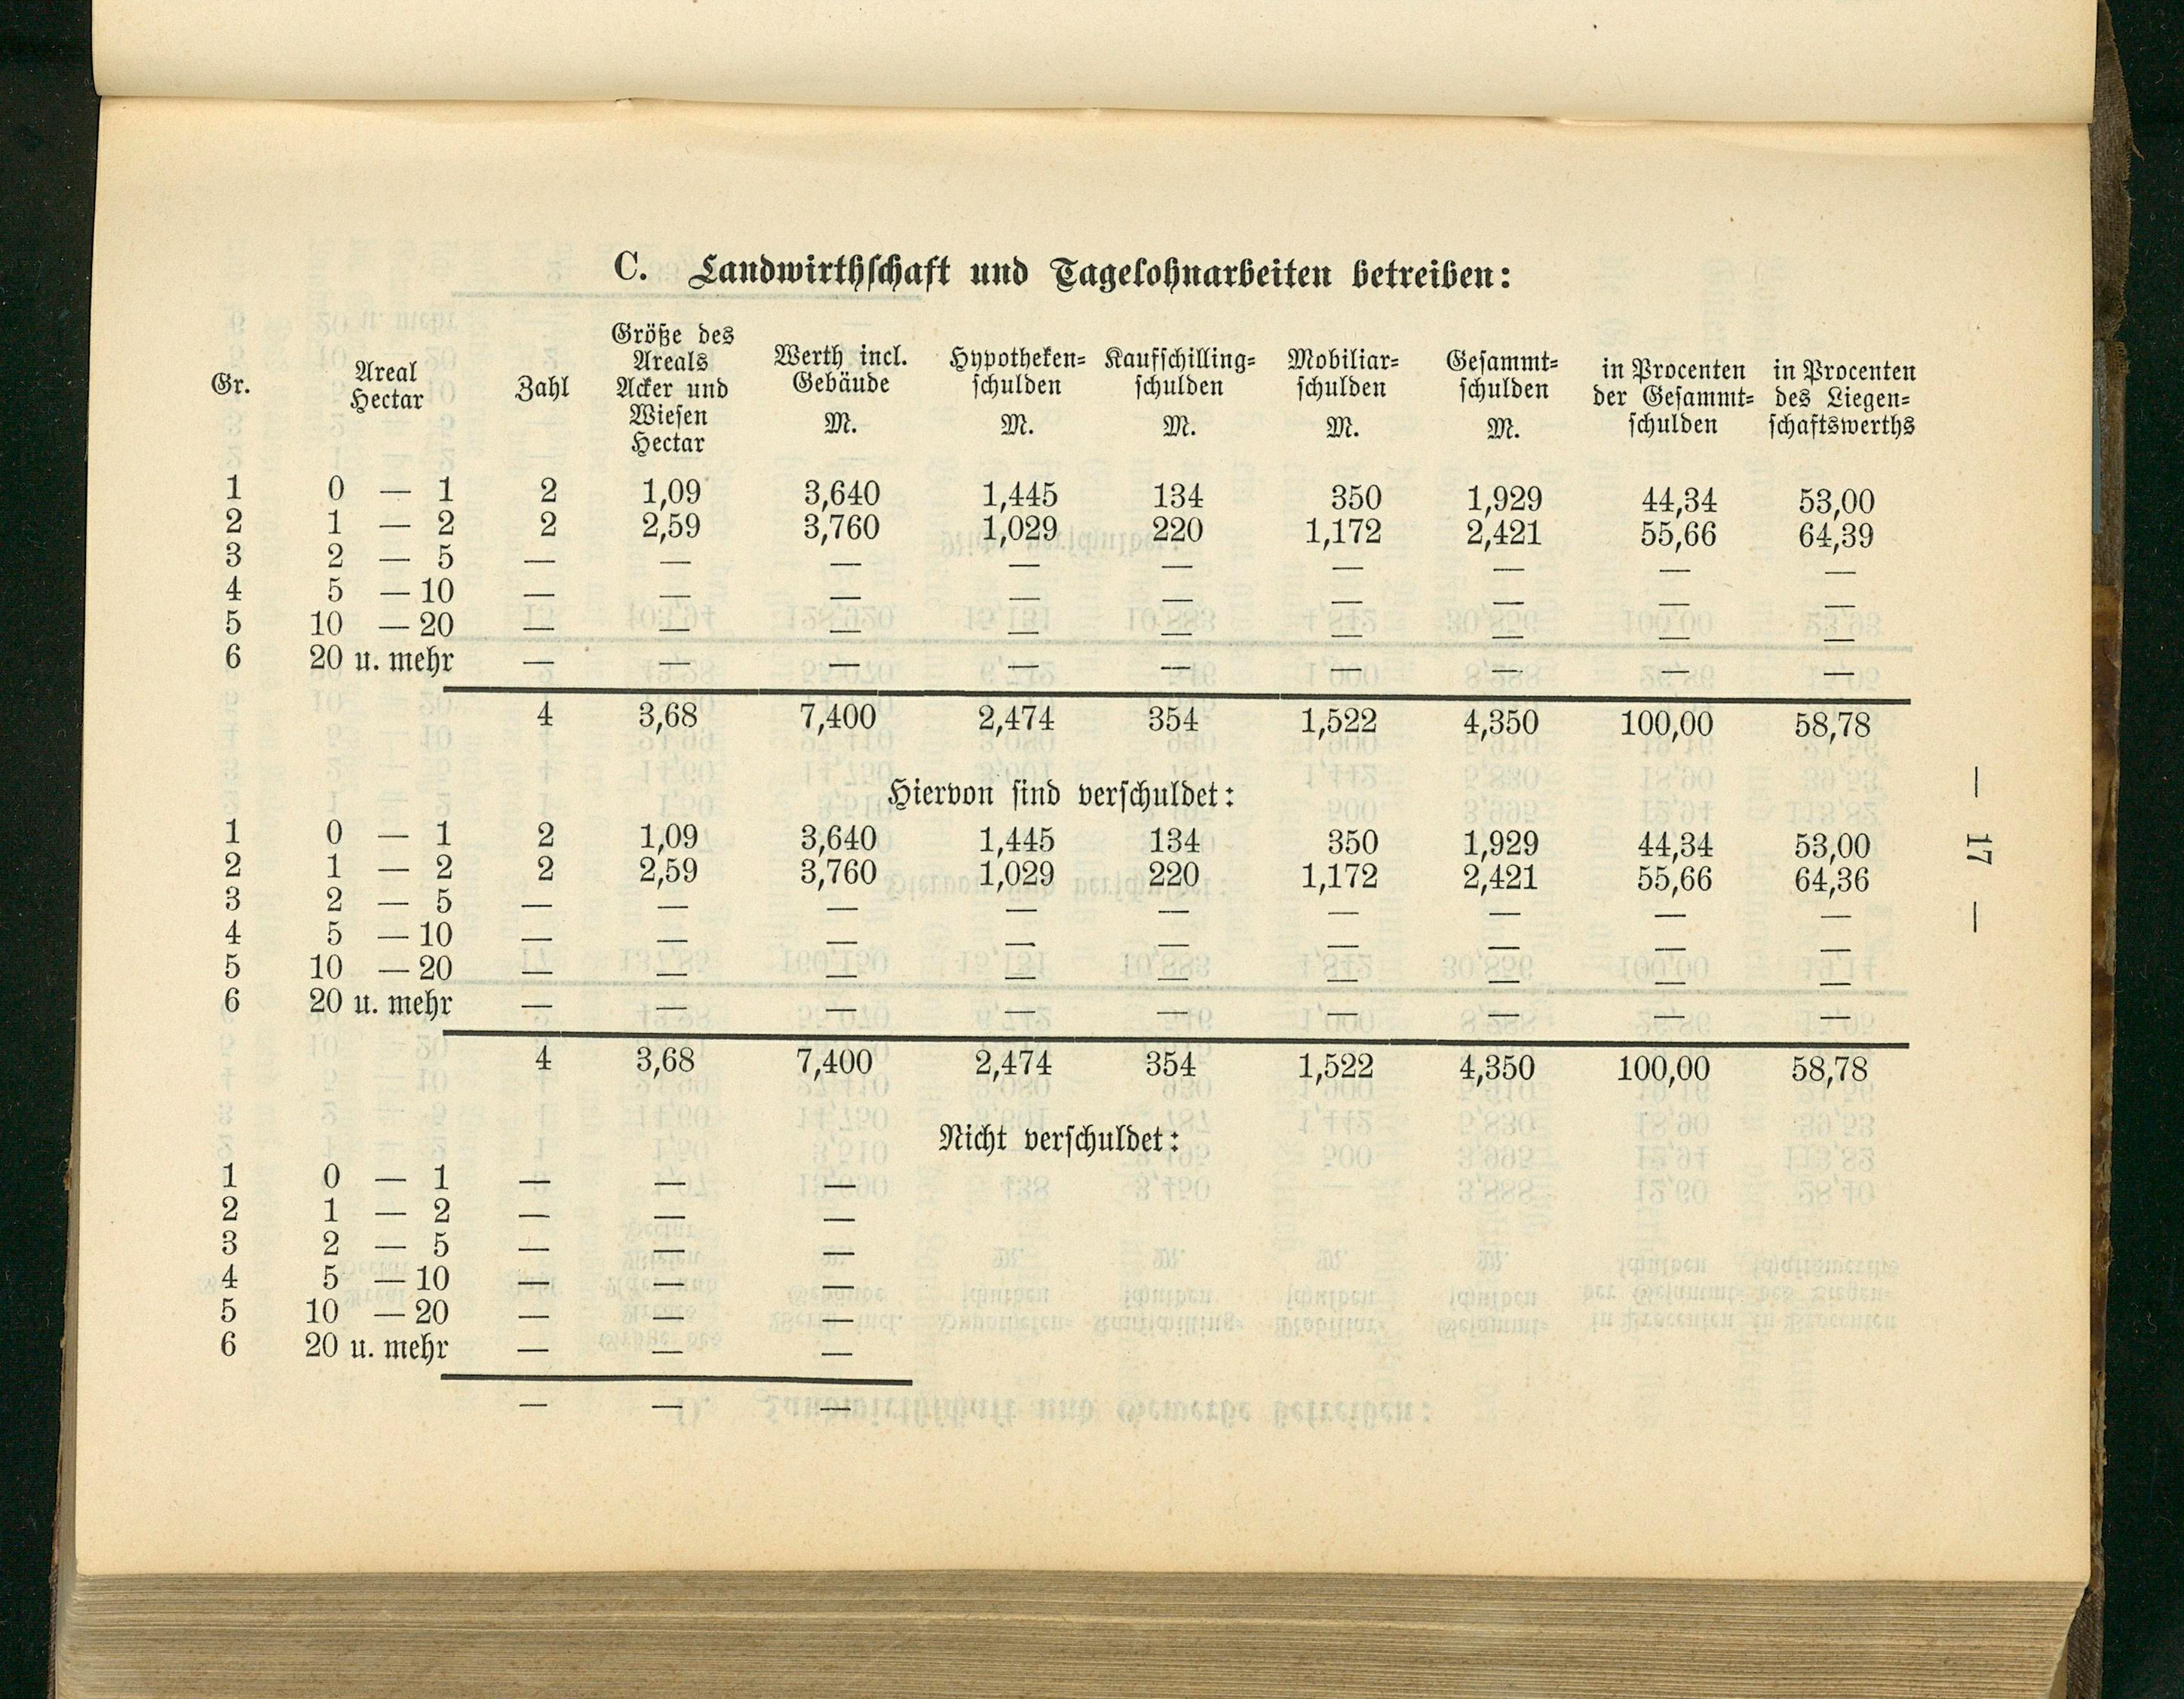 C. Landwirthschaft und Tagelohnarbeiten betreiben:
Gr. Areal Hectar Zahl Größe des Areals Acker und Wiesen Hectar Werth incl. Gebäude M. Hypotheken-schulden M. Kaufschilling-schulden M. Mobiliar-schulden M. Gesammt-schulden M. in Procenten der Gesammt-schulden in Procenten des Liegen-schaftswerths
1 0 — 1 2 1,09 3,640 1,445 134 350 1,929 44,34 53,00
2 1 — 2 2 2,59 3,760 1,029 220 1,172 2,421 55,66 64,39
3 2 — 5 — — — — — — — — —
4 5 — 10 — — — — — — — — —
5 10 — 20 — — — — — — — — —
6 20 u. mehr — — — — — — — — —
4 3,68 7,400 2,474 354 1,522 4,350 100,00 58,78
Hiervon sind verschuldet:
1 0 — 1 2 1,09 3,640 1,445 134 350 1,929 44,34 53,00
2 1 — 2 2 2,59 3,760 1,029 220 1,172 2,421 55,66 64,36
3 2 — 5 — — — — — — — — —
4 5 — 10 — — — — — — — — —
5 10 — 20 — — — — — — — — —
6 20 u. mehr — — — — — — — — —
4 3,68 7,400 2,474 354 1,522 4,350 100,00 58,78
Nicht verschuldet:
1 0 — 1 — — —
2 1 — 2 — — —
3 2 — 5 — — —
4 5 — 10 — — —
5 10 — 20 — — —
6 20 u. mehr — — —
— — —
— 17 —